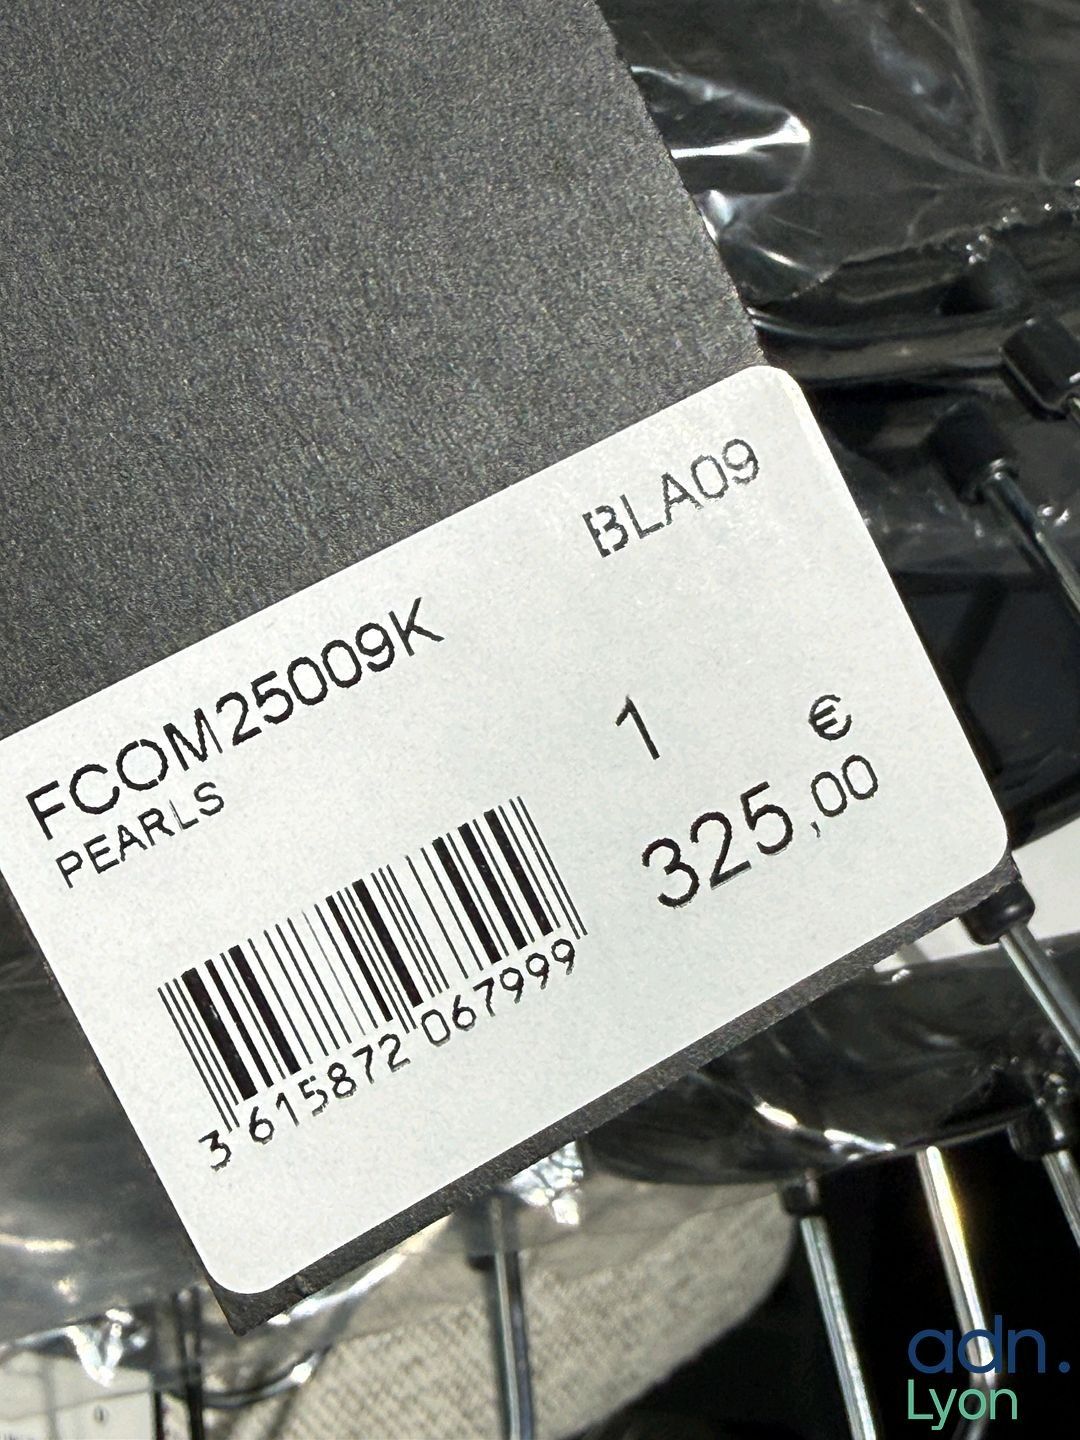 BLA09
FCOM25009K
PEARLS
1
€
325,00
3 615872 067999
adn.
Lyon